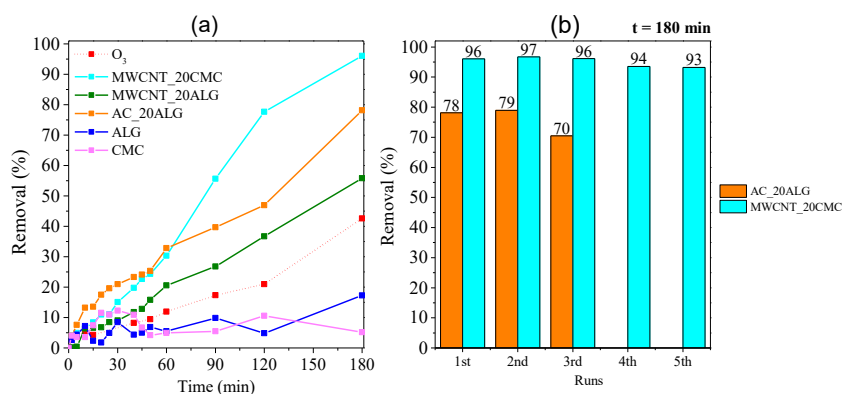 (a)
100
90
80
70
60
50
40
30
20
10
0
Removal (%)
O₃
MWCNT_20CMC
MWCNT_20ALG
AC_20ALG
ALG
CMC
0 30 60 90 120 150 180
Time (min)
(b)
t = 180 min
100
90
80
70
60
50
40
30
20
10
0
Removal (%)
78 96 79 97 70 96 94 93
1st 2nd 3rd 4th 5th
Runs
AC_20ALG
MWCNT_20CMC